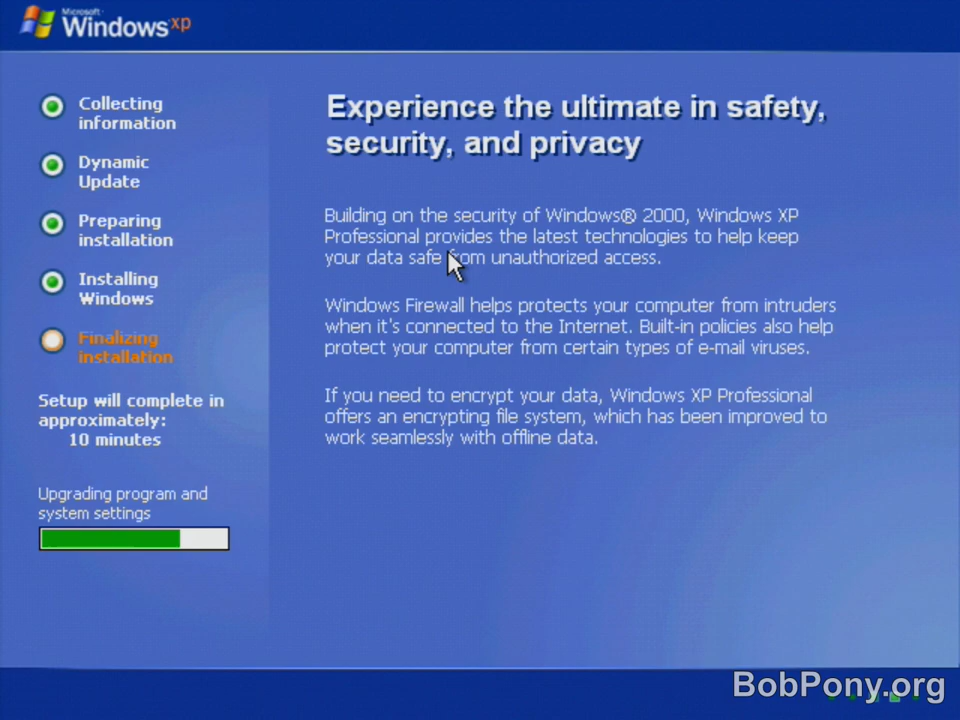 Microsoft
Windows xp
Collecting
information
Dynamic
Update
Preparing
installation
Installing
Windows
Finalizing
installation
Setup will complete in
approximately:
10 minutes
Upgrading program and
system settings
Experience the ultimate in safety,
security, and privacy
Building on the security of Windows® 2000, Windows XP
Professional provides the latest technologies to help keep
your data safe from unauthorized access.
Windows Firewall helps protects your computer from intruders
when it's connected to the Internet. Built-in policies also help
protect your computer from certain types of e-mail viruses.
If you need to encrypt your data, Windows XP Professional
offers an encrypting file system, which has been improved to
work seamlessly with offline data.
BobPony.org